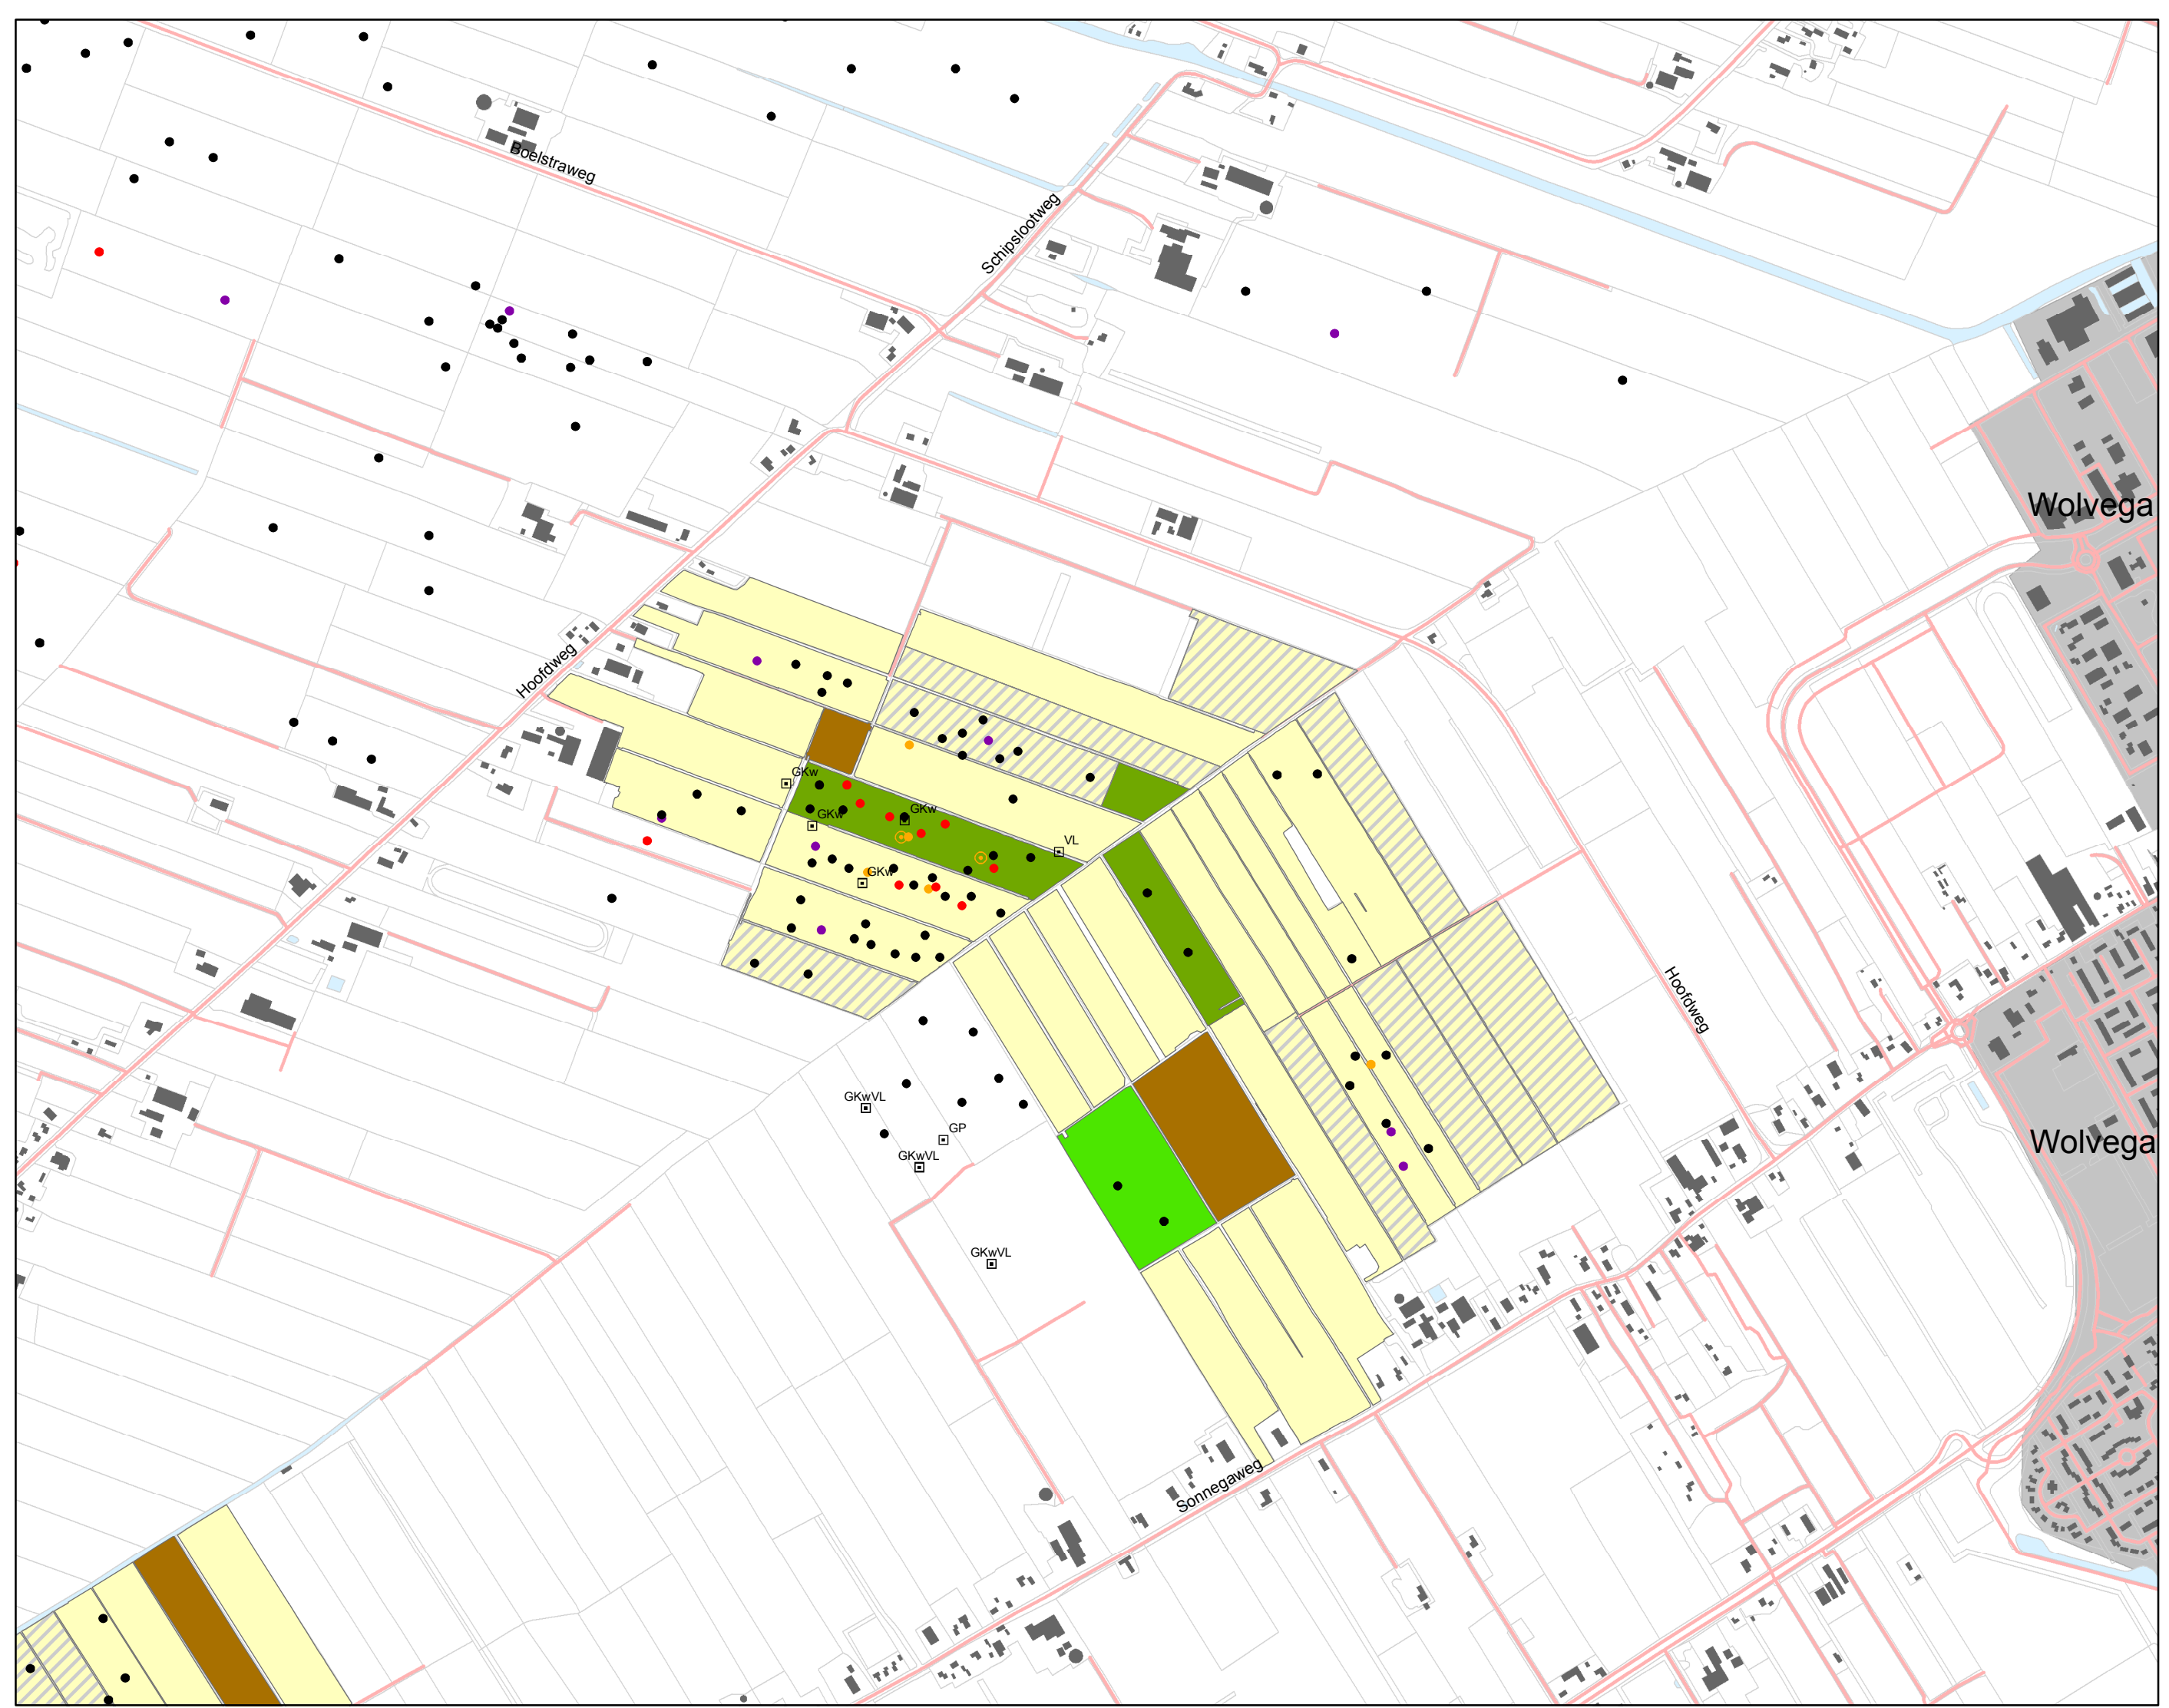 Boelstraweg
Schipslootweg
Wolvega
Hoofdweg
GKw
GKw
GKw
VL
GKw
Hoofdweg
GKwVL
GP
Wolvega
GKwVL
GKwVL
Sonnegaweg